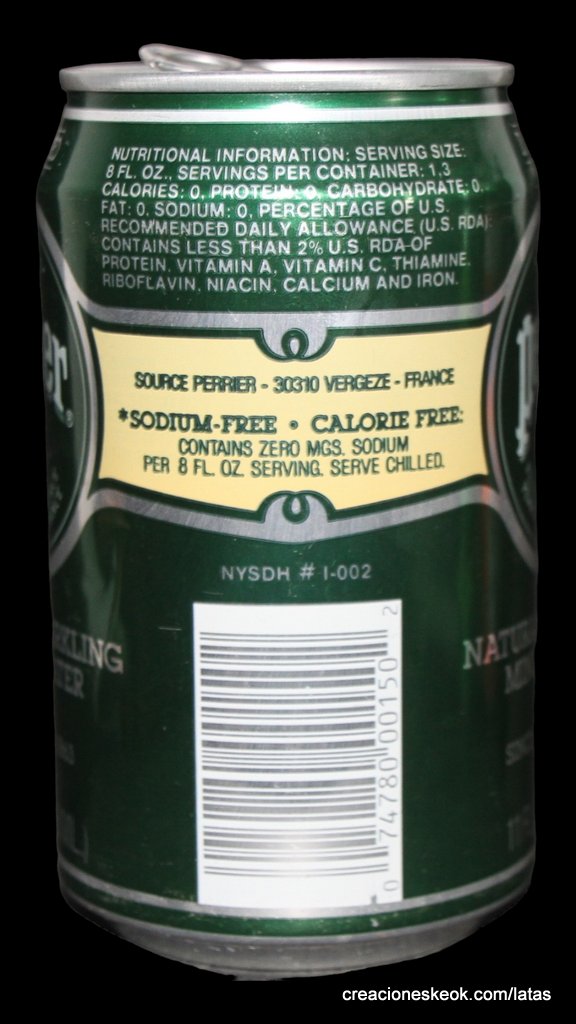 NUTRITIONAL INFORMATION: SERVING SIZE:
8 FL. OZ., SERVINGS PER CONTAINER: 1.3
CALORIES: 0, PROTEIN: 0, CARBOHYDRATE: 0.
FAT: 0. SODIUM: 0, PERCENTAGE OF U.S.
RECOMMENDED DAILY ALLOWANCE (U.S. RDA):
CONTAINS LESS THAN 2% U.S. RDA OF
PROTEIN, VITAMIN A, VITAMIN C, THIAMINE.
RIBOFLAVIN, NIACIN, CALCIUM AND IRON.
SOURCE PERRIER - 30310 VERGEZE - FRANCE
*SODIUM-FREE • CALORIE FREE:
CONTAINS ZERO MGS. SODIUM
PER 8 FL. OZ. SERVING. SERVE CHILLED.
NYSDH # I-002
0 74780 00150 2
creacioneskeok.com/latas